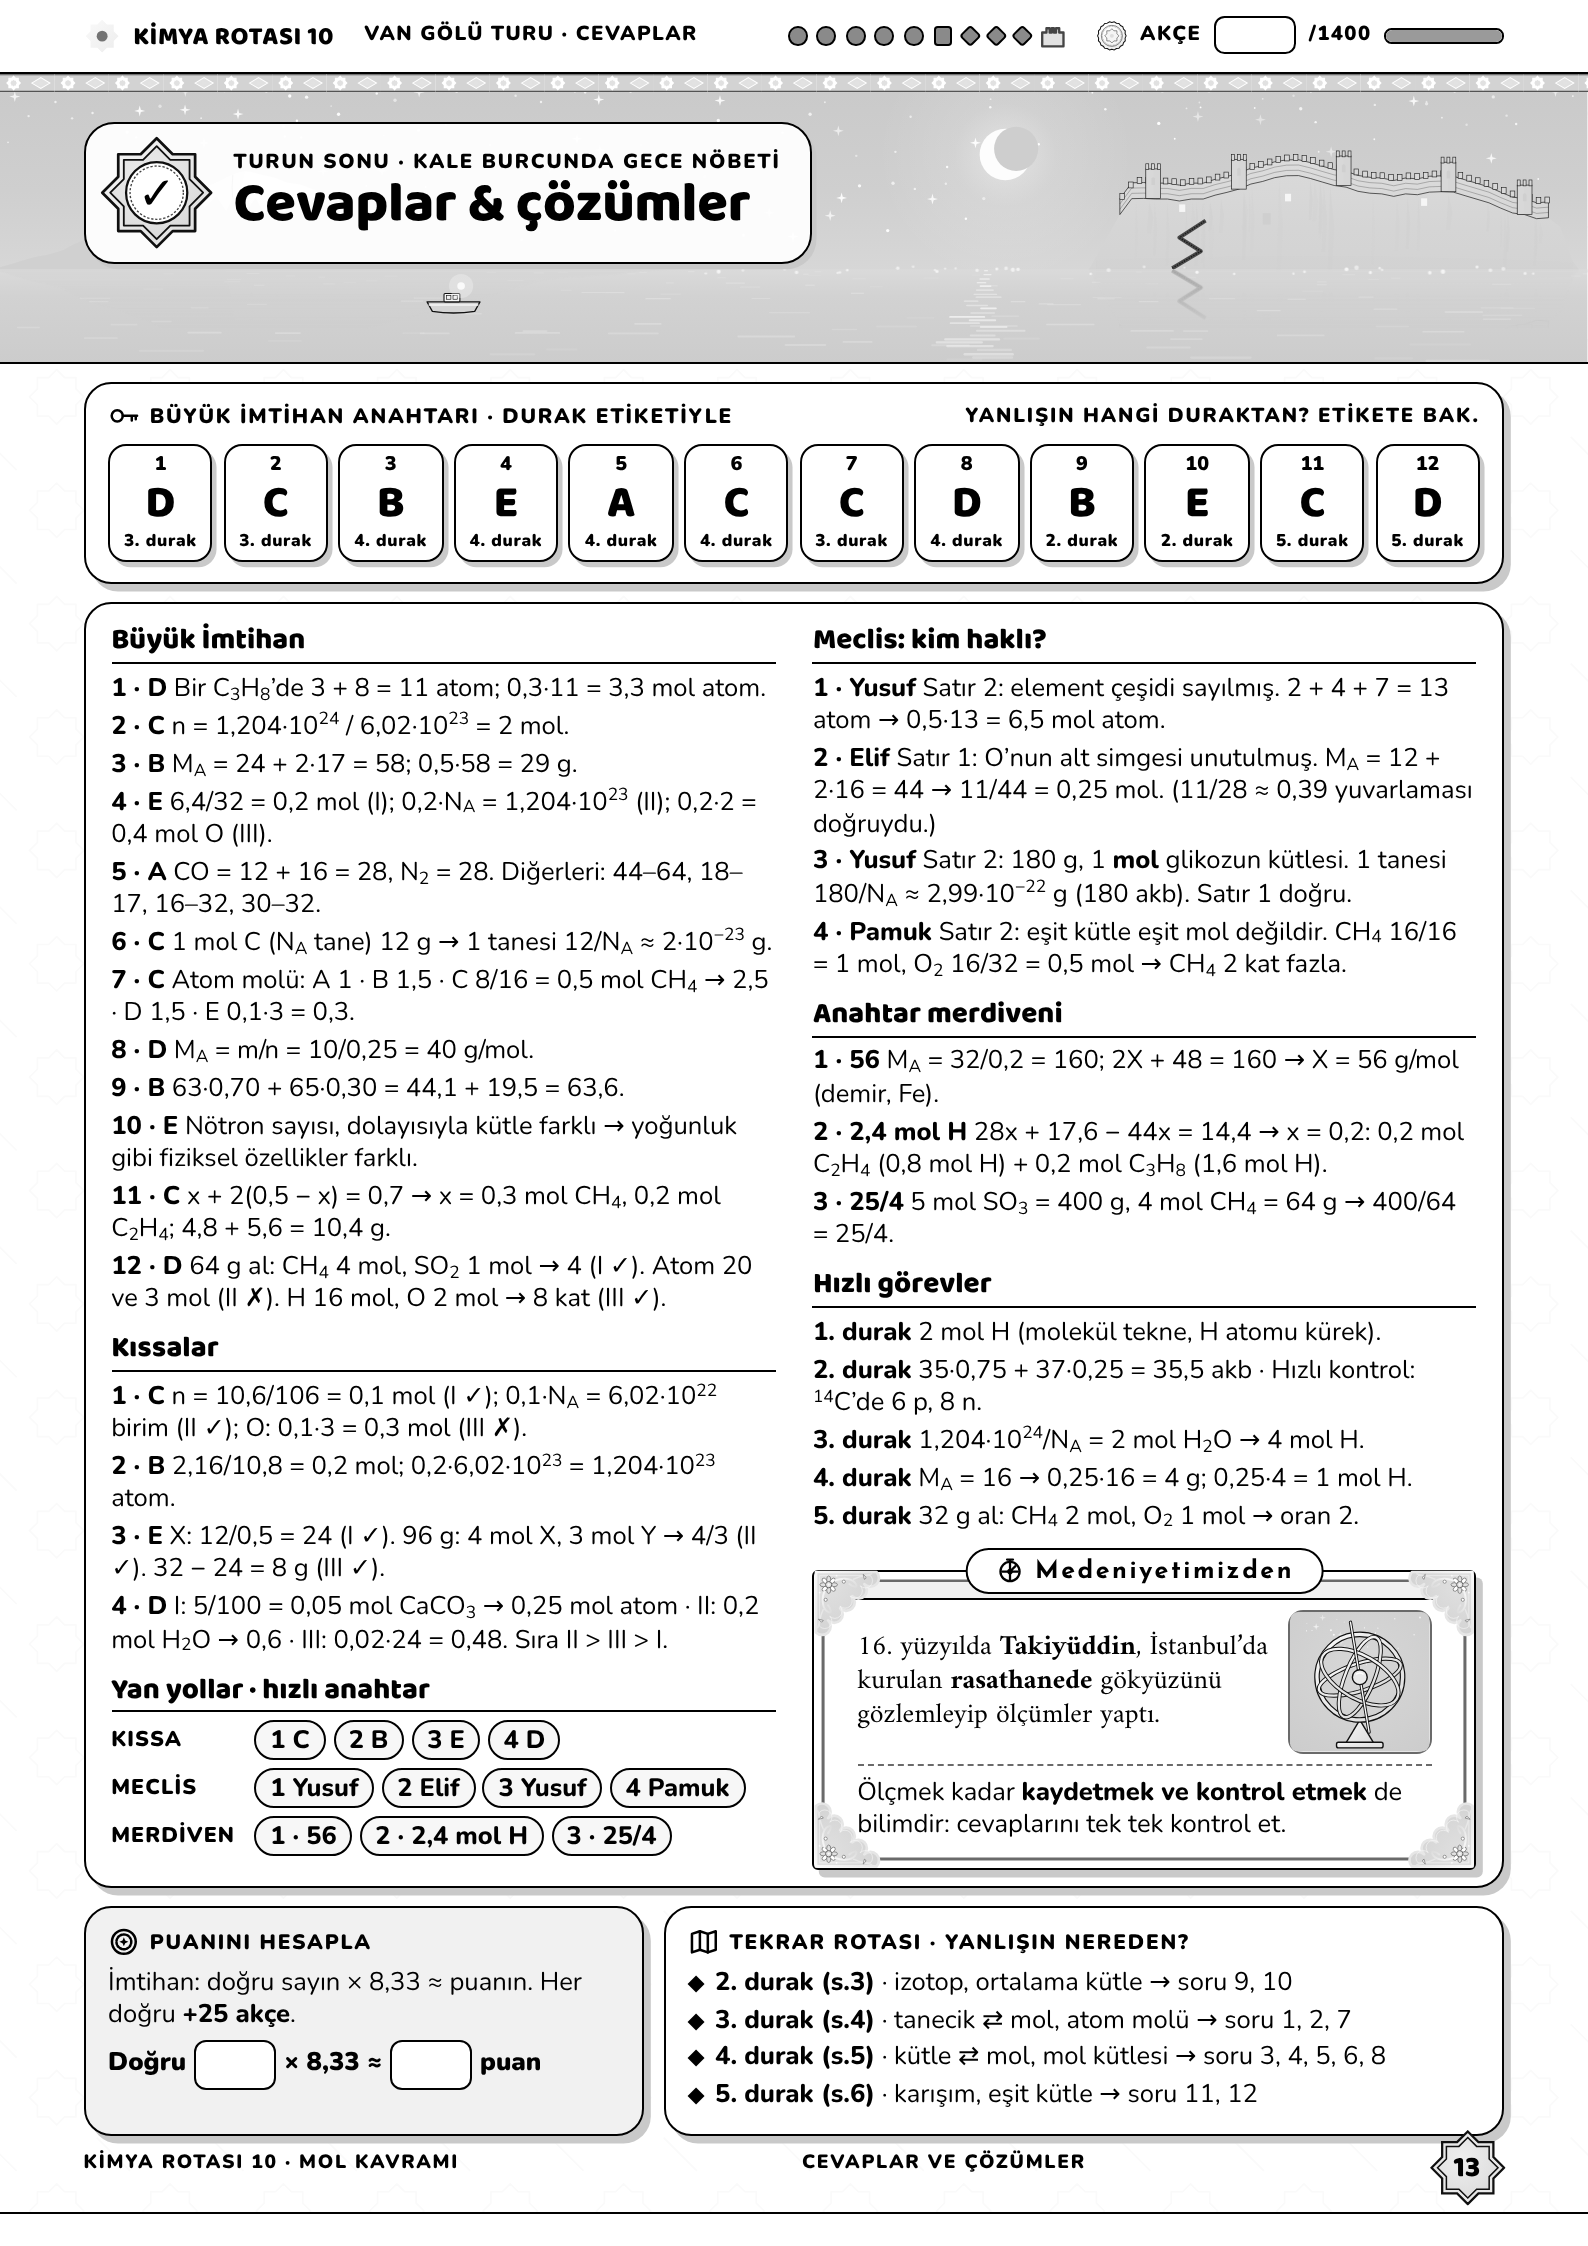 KİMYA ROTASI 10 VAN GÖLÜ TURU · CEVAPLAR AKÇE /1400
TURUN SONU · KALE BURCUNDA GECE NÖBETİ
✓ Cevaplar & çözümler
BÜYÜK İMTİHAN ANAHTARI · DURAK ETİKETİYLE YANLIŞIN HANGİ DURAKTAN? ETİKETE BAK.
1 2 3 4 5 6 7 8 9 10 11 12
D C B E A C C D B E C D
3. durak 3. durak 4. durak 4. durak 4. durak 4. durak 3. durak 4. durak 2. durak 2. durak 5. durak 5. durak
Büyük İmtihan
1 · D Bir C₃H₈’de 3 + 8 = 11 atom; 0,3·11 = 3,3 mol atom.
2 · C n = 1,204·10²⁴ / 6,02·10²³ = 2 mol.
3 · B M_A = 24 + 2·17 = 58; 0,5·58 = 29 g.
4 · E 6,4/32 = 0,2 mol (I); 0,2·N_A = 1,204·10²³ (II); 0,2·2 =
0,4 mol O (III).
5 · A CO = 12 + 16 = 28, N₂ = 28. Diğerleri: 44–64, 18–
17, 16–32, 30–32.
6 · C 1 mol C (N_A tane) 12 g → 1 tanesi 12/N_A ≈ 2·10⁻²³ g.
7 · C Atom molü: A 1 · B 1,5 · C 8/16 = 0,5 mol CH₄ → 2,5
· D 1,5 · E 0,1·3 = 0,3.
8 · D M_A = m/n = 10/0,25 = 40 g/mol.
9 · B 63·0,70 + 65·0,30 = 44,1 + 19,5 = 63,6.
10 · E Nötron sayısı, dolayısıyla kütle farklı → yoğunluk
gibi fiziksel özellikler farklı.
11 · C x + 2(0,5 − x) = 0,7 → x = 0,3 mol CH₄, 0,2 mol
C₂H₄; 4,8 + 5,6 = 10,4 g.
12 · D 64 g al: CH₄ 4 mol, SO₂ 1 mol → 4 (I ✓). Atom 20
ve 3 mol (II ✗). H 16 mol, O 2 mol → 8 kat (III ✓).
Kıssalar
1 · C n = 10,6/106 = 0,1 mol (I ✓); 0,1·N_A = 6,02·10²²
birim (II ✓); O: 0,1·3 = 0,3 mol (III ✗).
2 · B 2,16/10,8 = 0,2 mol; 0,2·6,02·10²³ = 1,204·10²³
atom.
3 · E X: 12/0,5 = 24 (I ✓). 96 g: 4 mol X, 3 mol Y → 4/3 (II
✓). 32 − 24 = 8 g (III ✓).
4 · D I: 5/100 = 0,05 mol CaCO₃ → 0,25 mol atom · II: 0,2
mol H₂O → 0,6 · III: 0,02·24 = 0,48. Sıra II > III > I.
Yan yollar · hızlı anahtar
KISSA 1 C 2 B 3 E 4 D
MECLİS 1 Yusuf 2 Elif 3 Yusuf 4 Pamuk
MERDİVEN 1 · 56 2 · 2,4 mol H 3 · 25/4
Meclis: kim haklı?
1 · Yusuf Satır 2: element çeşidi sayılmış. 2 + 4 + 7 = 13
atom → 0,5·13 = 6,5 mol atom.
2 · Elif Satır 1: O’nun alt simgesi unutulmuş. M_A = 12 +
2·16 = 44 → 11/44 = 0,25 mol. (11/28 ≈ 0,39 yuvarlaması
doğruydu.)
3 · Yusuf Satır 2: 180 g, 1 mol glikozun kütlesi. 1 tanesi
180/N_A ≈ 2,99·10⁻²² g (180 akb). Satır 1 doğru.
4 · Pamuk Satır 2: eşit kütle eşit mol değildir. CH₄ 16/16
= 1 mol, O₂ 16/32 = 0,5 mol → CH₄ 2 kat fazla.
Anahtar merdiveni
1 · 56 M_A = 32/0,2 = 160; 2X + 48 = 160 → X = 56 g/mol
(demir, Fe).
2 · 2,4 mol H 28x + 17,6 − 44x = 14,4 → x = 0,2: 0,2 mol
C₂H₄ (0,8 mol H) + 0,2 mol C₃H₈ (1,6 mol H).
3 · 25/4 5 mol SO₃ = 400 g, 4 mol CH₄ = 64 g → 400/64
= 25/4.
Hızlı görevler
1. durak 2 mol H (molekül tekne, H atomu kürek).
2. durak 35·0,75 + 37·0,25 = 35,5 akb · Hızlı kontrol:
¹⁴C’de 6 p, 8 n.
3. durak 1,204·10²⁴/N_A = 2 mol H₂O → 4 mol H.
4. durak M_A = 16 → 0,25·16 = 4 g; 0,25·4 = 1 mol H.
5. durak 32 g al: CH₄ 2 mol, O₂ 1 mol → oran 2.
Medeniyetimizden
16. yüzyılda Takiyüddin, İstanbul’da
kurulan rasathanede gökyüzünü
gözlemleyip ölçümler yaptı.
Ölçmek kadar kaydetmek ve kontrol etmek de
bilimdir: cevaplarını tek tek kontrol et.
PUANINI HESAPLA
İmtihan: doğru sayın × 8,33 ≈ puanın. Her
doğru +25 akçe.
Doğru × 8,33 ≈ puan
TEKRAR ROTASI · YANLIŞIN NEREDEN?
◆ 2. durak (s.3) · izotop, ortalama kütle → soru 9, 10
◆ 3. durak (s.4) · tanecik ⇄ mol, atom molü → soru 1, 2, 7
◆ 4. durak (s.5) · kütle ⇄ mol, mol kütlesi → soru 3, 4, 5, 6, 8
◆ 5. durak (s.6) · karışım, eşit kütle → soru 11, 12
KİMYA ROTASI 10 · MOL KAVRAMI CEVAPLAR VE ÇÖZÜMLER 13